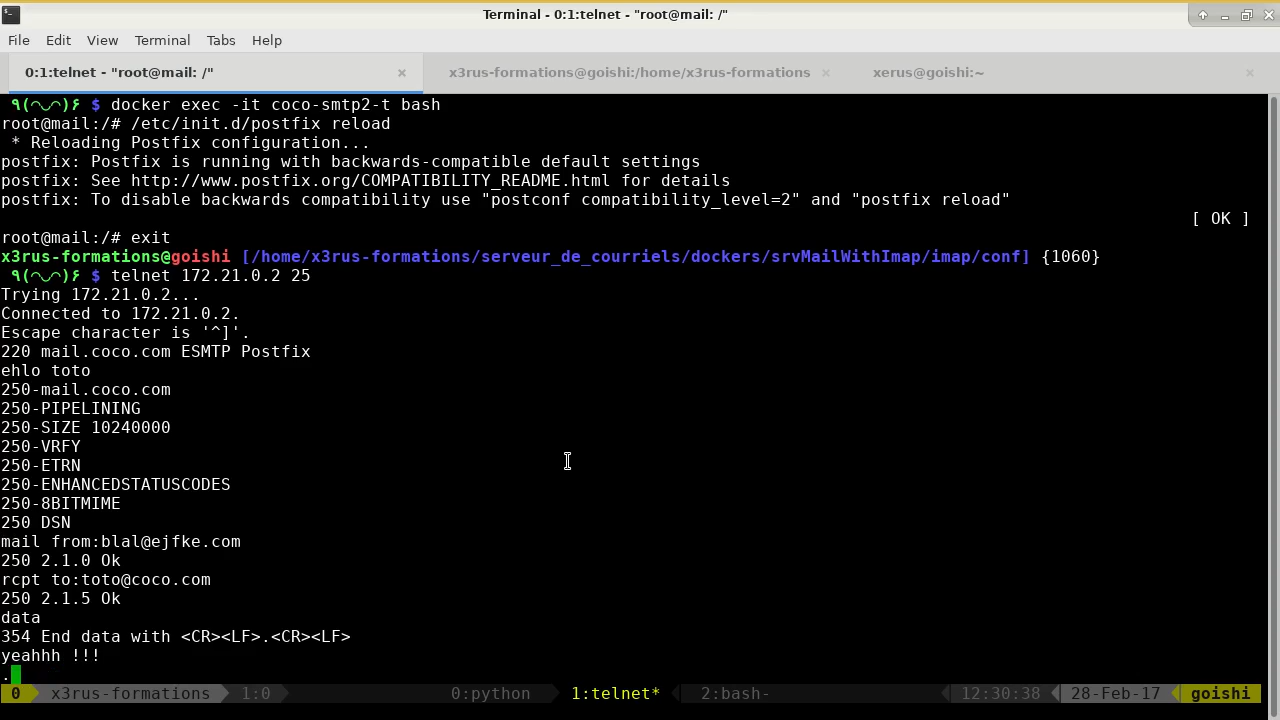 Terminal - 0:1:telnet - "root@mail: /"
File Edit View Terminal Tabs Help
0:1:telnet - "root@mail: /" x3rus-formations@goishi:/home/x3rus-formations xerus@goishi:~
٩(◠◡◠)۶ $ docker exec -it coco-smtp2-t bash
root@mail:/# /etc/init.d/postfix reload
* Reloading Postfix configuration...
postfix: Postfix is running with backwards-compatible default settings
postfix: See http://www.postfix.org/COMPATIBILITY_README.html for details
postfix: To disable backwards compatibility use "postconf compatibility_level=2" and "postfix reload"
[ OK ]
root@mail:/# exit
x3rus-formations@goishi [/home/x3rus-formations/serveur_de_courriels/dockers/srvMailWithImap/imap/conf] {1060}
٩(◠◡◠)۶ $ telnet 172.21.0.2 25
Trying 172.21.0.2...
Connected to 172.21.0.2.
Escape character is '^]'.
220 mail.coco.com ESMTP Postfix
ehlo toto
250-mail.coco.com
250-PIPELINING
250-SIZE 10240000
250-VRFY
250-ETRN
250-ENHANCEDSTATUSCODES
250-8BITMIME
250 DSN
mail from:blal@ejfke.com
250 2.1.0 Ok
rcpt to:toto@coco.com
250 2.1.5 Ok
data
354 End data with <CR><LF>.<CR><LF>
yeahhh !!!
.
0 x3rus-formations 1:0 0:python 1:telnet* 2:bash- 12:30:38 28-Feb-17 goishi